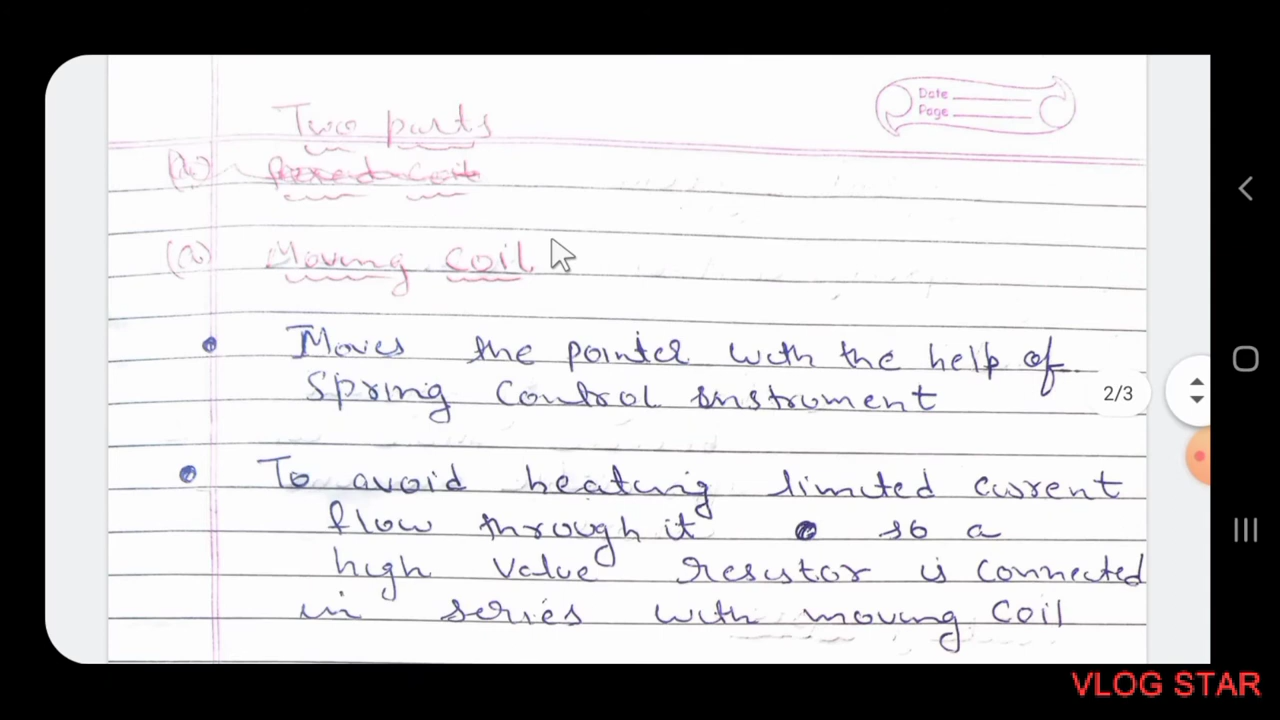 Date
Page
Two parts
(a)
(a) Moving Coil
Moves the pointer with the help of
Spring Control instrument
2/3
To avoid heating limited current
flow through it so a
high value resistor is connected
in series with moving coil
VLOG STAR